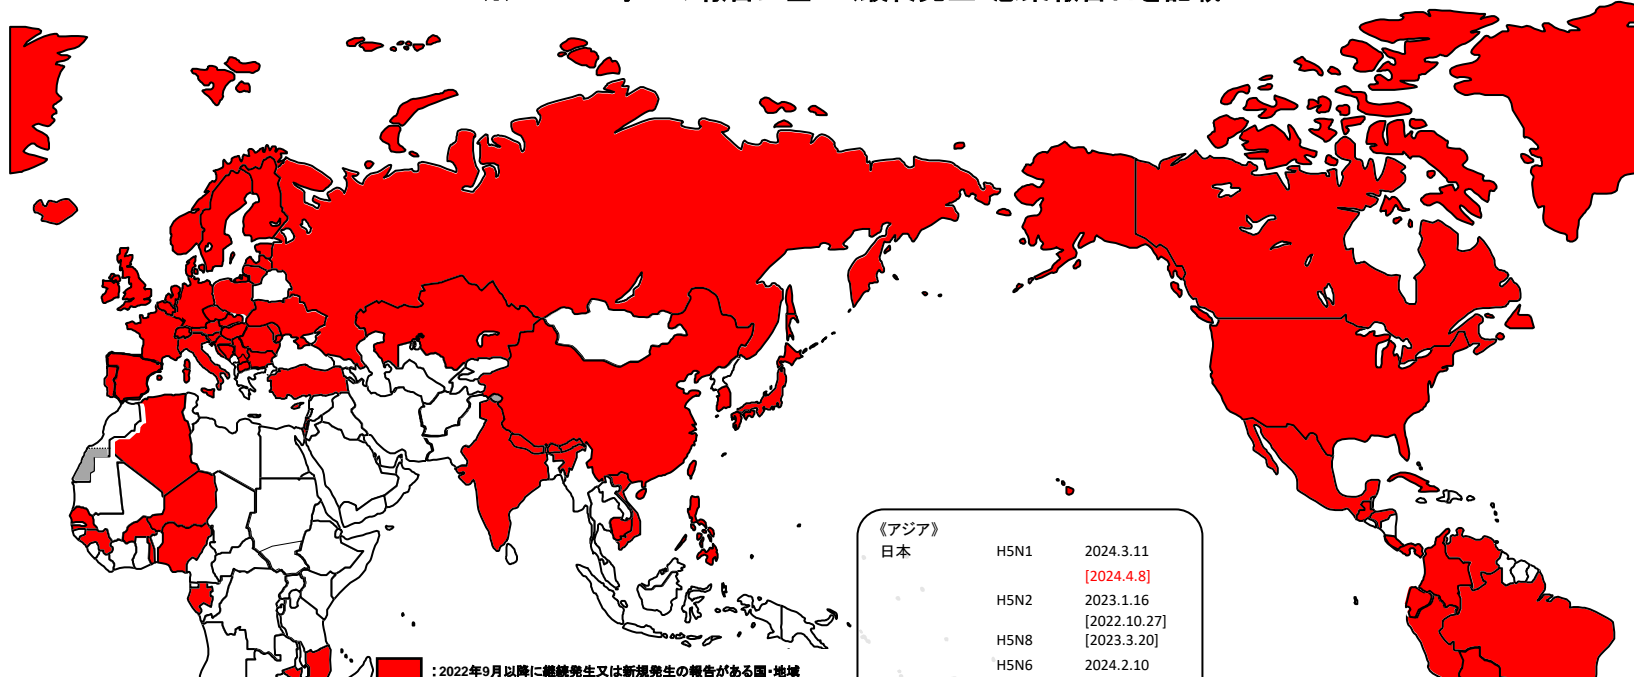 《アジア》
日本 H5N1 2024.3.11
[2024.4.8]
H5N2 2023.1.16
[2022.10.27]
H5N8 [2023.3.20]
H5N6 2024.2.10
：2022年9月以降に継続発生又は新規発生の報告がある国・地域